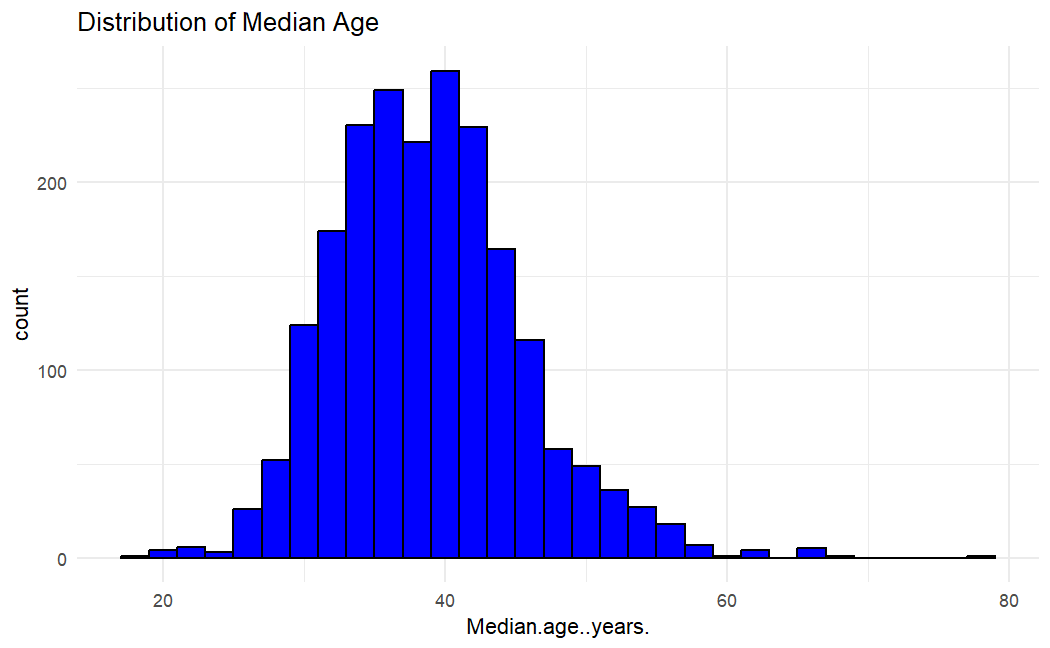 Distribution of Median Age
count
200
100
0
20 40 60 80
Median.age..years.